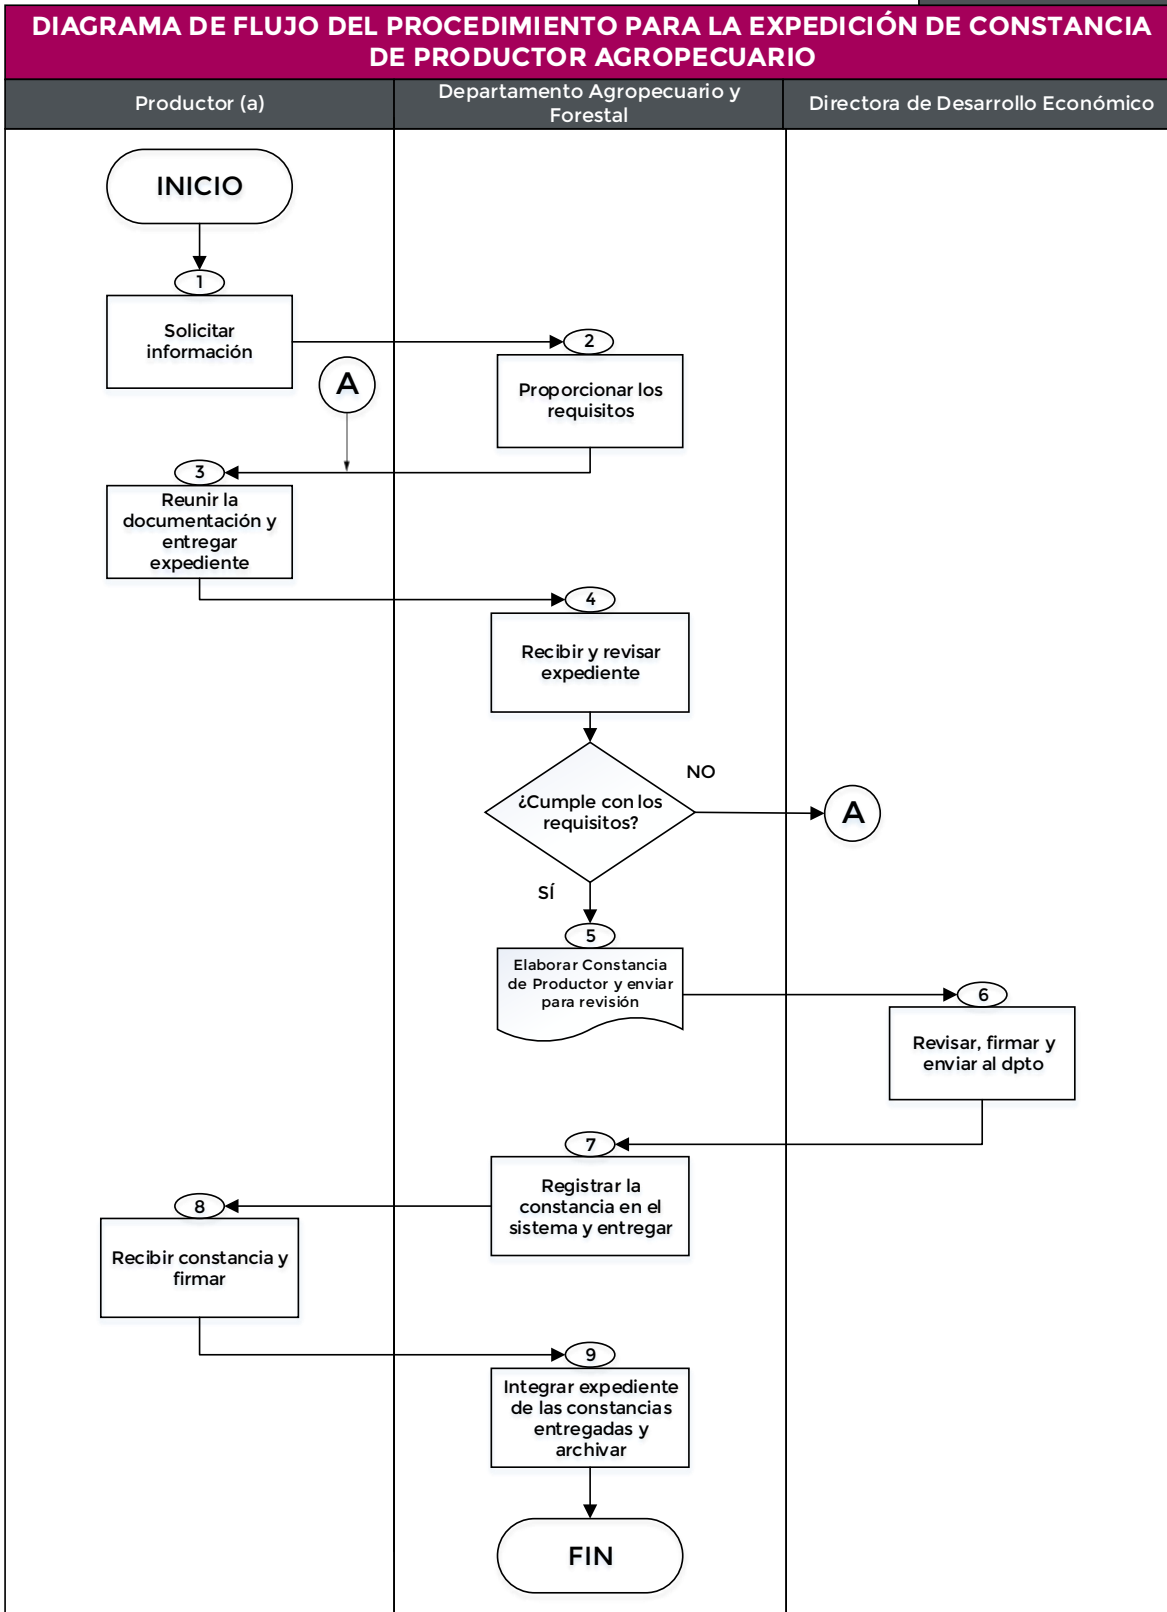 DIAGRAMA DE FLUJO DEL PROCEDIMIENTO PARA LA EXPEDICIÓN DE CONSTANCIA
DE PRODUCTOR AGROPECUARIO
Productor (a)
Departamento Agropecuario y
Forestal
Directora de Desarrollo Económico
INICIO
1
Solicitar
información
2
Proporcionar los
requisitos
A
3
Reunir la
documentación y
entregar
expediente
4
Recibir y revisar
expediente
¿Cumple con los
requisitos?
NO
A
SÍ
5
Elaborar Constancia
de Productor y enviar
para revisión
6
Revisar, firmar y
enviar al dpto
7
Registrar la
constancia en el
sistema y entregar
8
Recibir constancia y
firmar
9
Integrar expediente
de las constancias
entregadas y
archivar
FIN